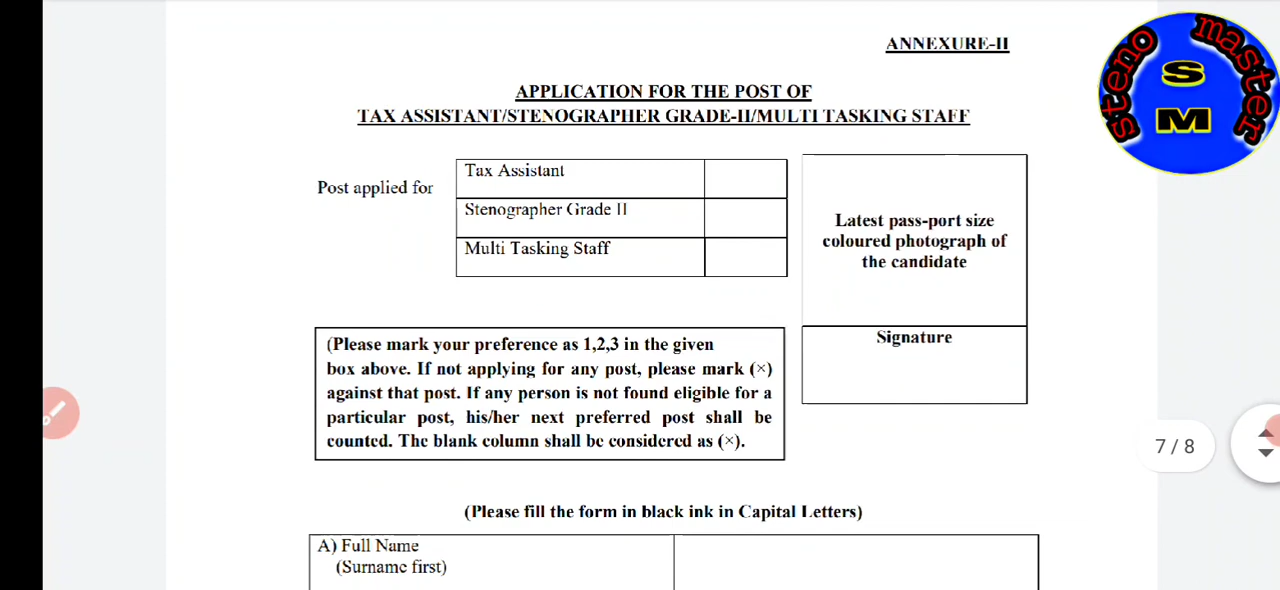 ANNEXURE-II
steno master
S
M
APPLICATION FOR THE POST OF
TAX ASSISTANT/STENOGRAPHER GRADE-II/MULTI TASKING STAFF
Post applied for
Tax Assistant
Stenographer Grade II
Multi Tasking Staff
Latest pass-port size
coloured photograph of
the candidate
Signature
(Please mark your preference as 1,2,3 in the given
box above. If not applying for any post, please mark (×)
against that post. If any person is not found eligible for a
particular post, his/her next preferred post shall be
counted. The blank column shall be considered as (×).
7 / 8
(Please fill the form in black ink in Capital Letters)
A) Full Name
(Surname first)